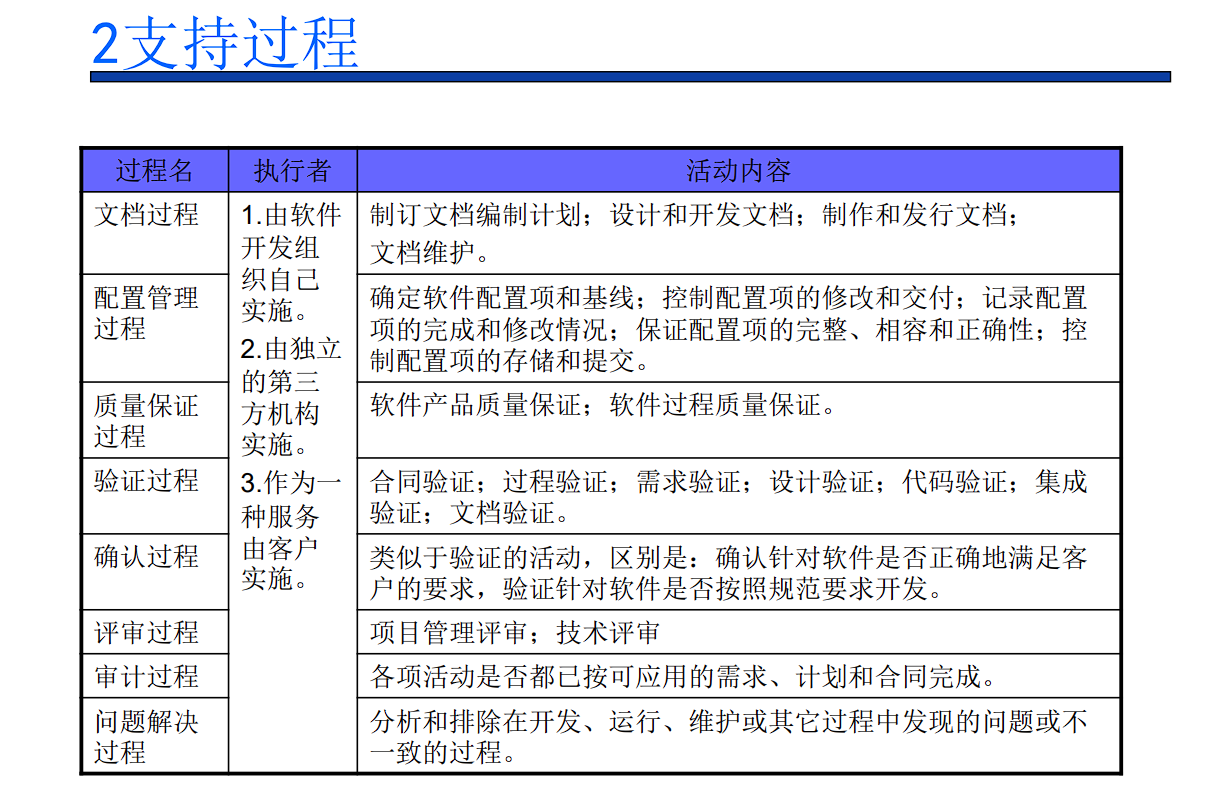 2支持过程
过程名
执行者
活动内容
文档过程
1.由软件
开发组
织自己
实施。
2.由独立
的第三
方机构
实施。
3.作为一
种服务
由客户
实施。
制订文档编制计划；设计和开发文档；制作和发行文档；
文档维护。
配置管理
过程
确定软件配置项和基线；控制配置项的修改和交付；记录配置
项的完成和修改情况；保证配置项的完整、相容和正确性；控
制配置项的存储和提交。
质量保证
过程
软件产品质量保证；软件过程质量保证。
验证过程
合同验证；过程验证；需求验证；设计验证；代码验证；集成
验证；文档验证。
确认过程
类似于验证的活动，区别是：确认针对软件是否正确地满足客
户的要求，验证针对软件是否按照规范要求开发。
评审过程
项目管理评审；技术评审
审计过程
各项活动是否都已按可应用的需求、计划和合同完成。
问题解决
过程
分析和排除在开发、运行、维护或其它过程中发现的问题或不
一致的过程。